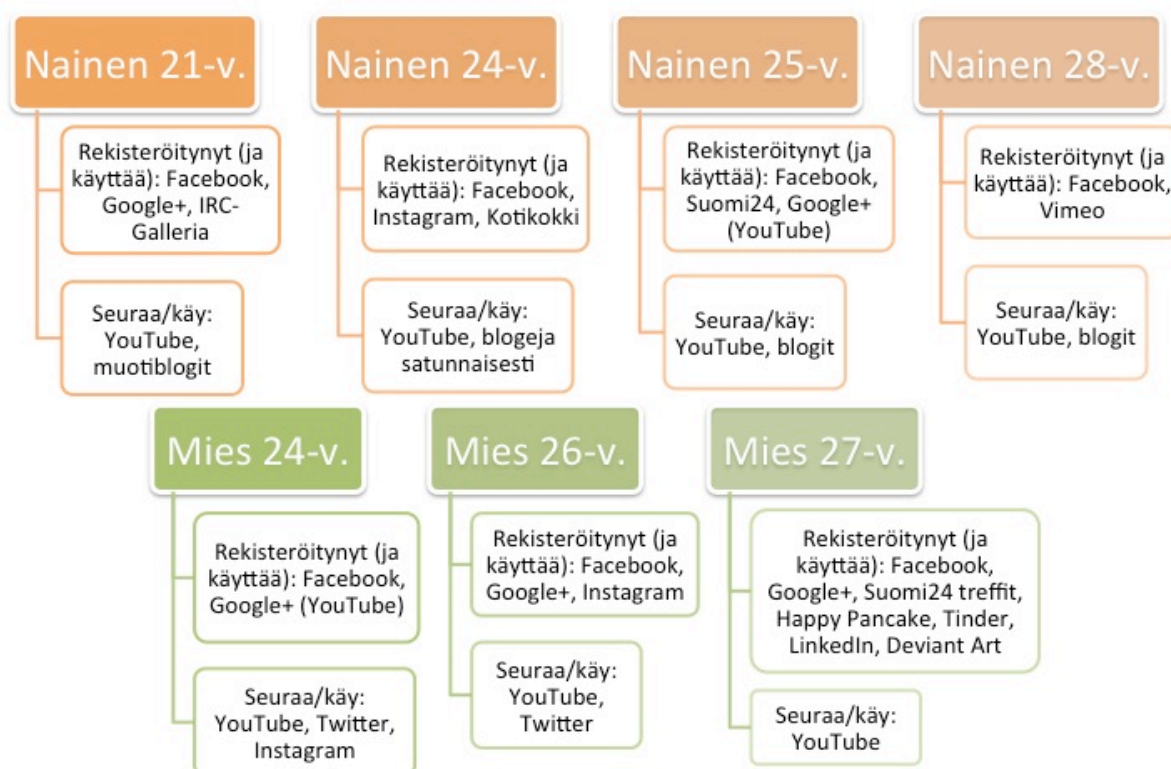 Nainen 21-v.
Rekisteröitynyt (ja
käyttää): Facebook,
Google+, IRC-
Galleria
Seuraa/käy:
YouTube,
muotiblogit
Nainen 24-v.
Rekisteröitynyt (ja
käyttää): Facebook,
Instagram, Kotikokki
Seuraa/käy:
YouTube, blogeja
satunnaisesti
Nainen 25-v.
Rekisteröitynyt (ja
käyttää): Facebook,
Suomi24, Google+
(YouTube)
Seuraa/käy:
YouTube, blogit
Nainen 28-v.
Rekisteröitynyt (ja
käyttää): Facebook,
Vimeo
Seuraa/käy:
YouTube, blogit
Mies 24-v.
Rekisteröitynyt (ja
käyttää): Facebook,
Google+ (YouTube)
Seuraa/käy:
YouTube, Twitter,
Instagram
Mies 26-v.
Rekisteröitynyt (ja
käyttää): Facebook,
Google+, Instagram
Seuraa/käy:
YouTube,
Twitter
Mies 27-v.
Rekisteröitynyt (ja
käyttää): Facebook,
Google+, Suomi24 treffit,
Happy Pancake, Tinder,
LinkedIn, Deviant Art
Seuraa/käy:
YouTube